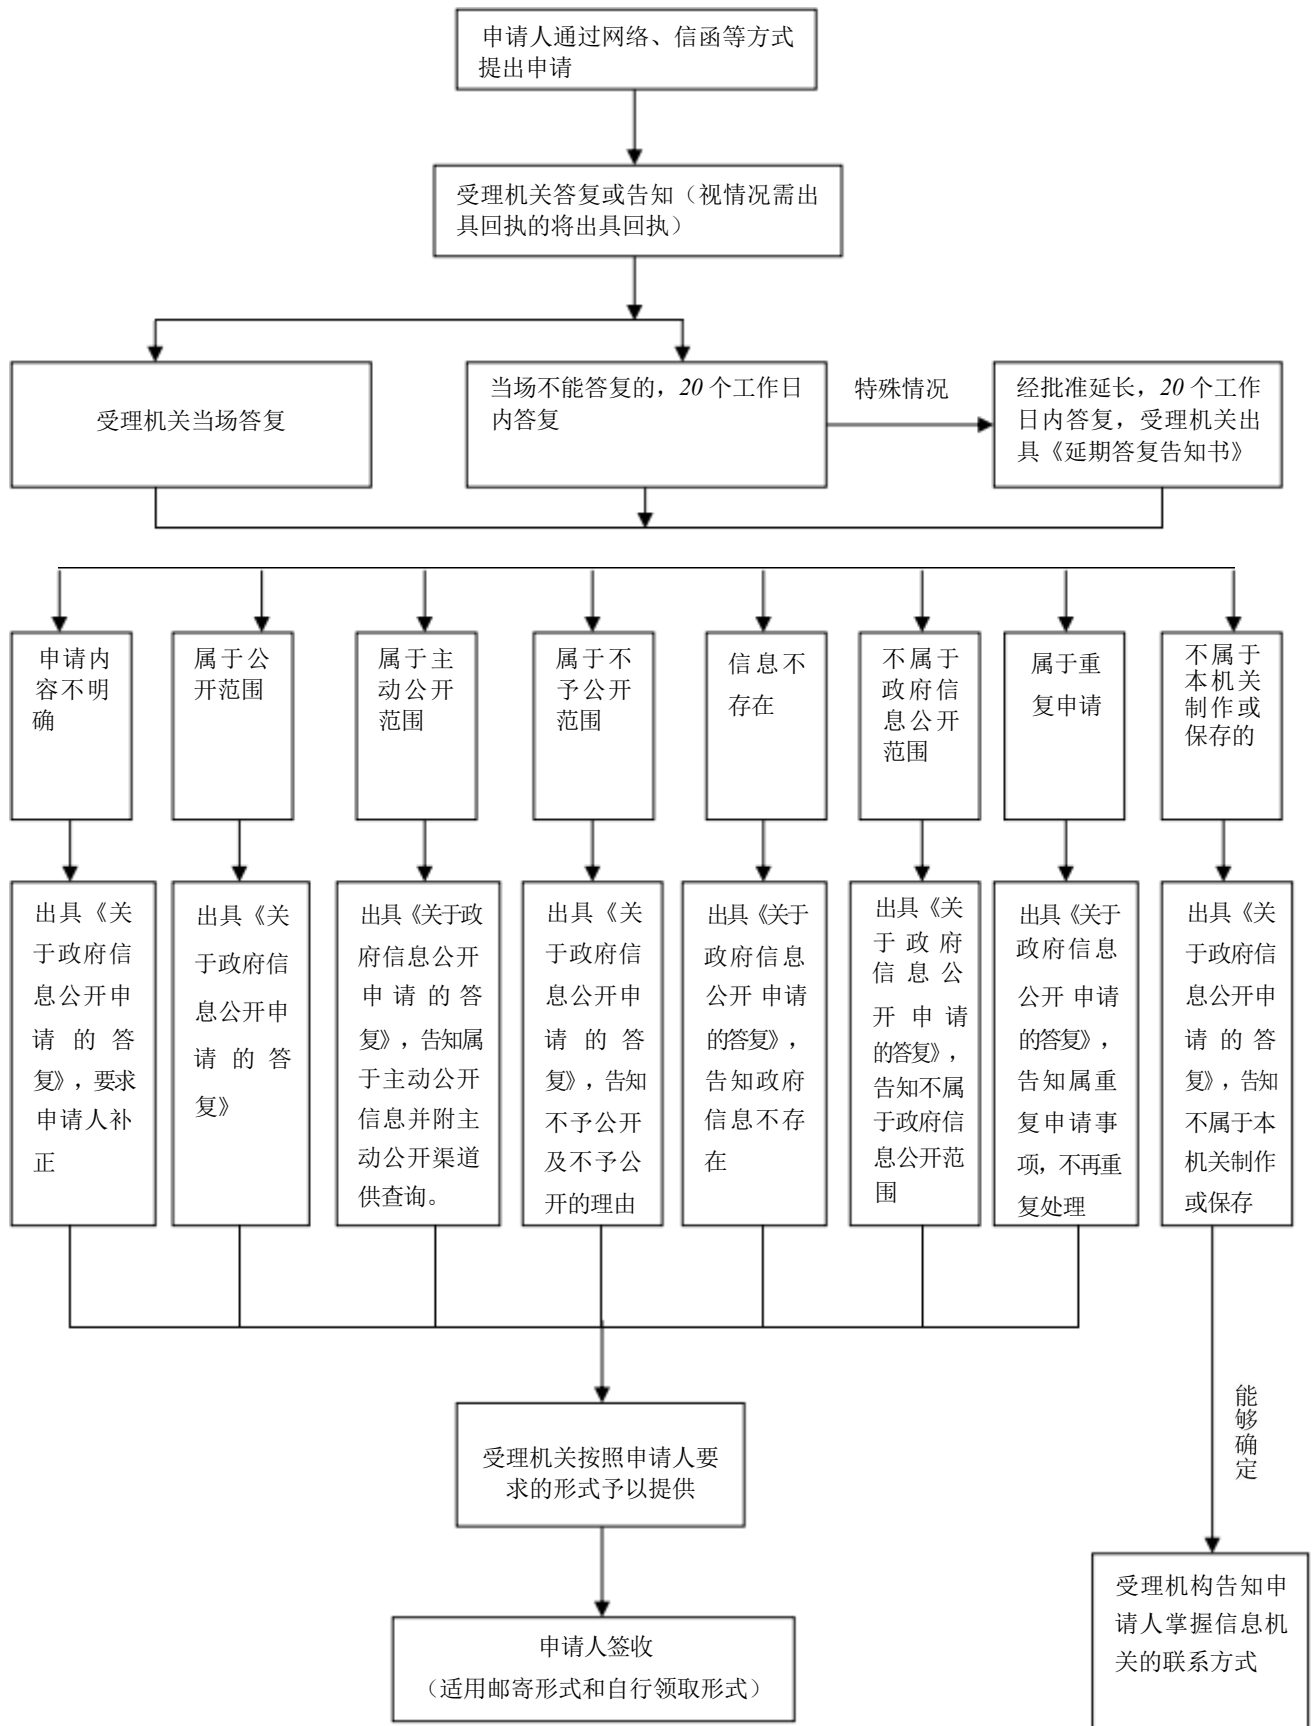 申请人通过网络、信函等方式
提出申请
受理机关答复或告知（视情况需出
具回执的将出具回执）
受理机关当场答复
当场不能答复的，20 个工作日
内答复
特殊情况
经批准延长，20 个工作
日内答复，受理机关出
具《延期答复告知书》
申请内
容不明
确
属于公
开范围
属于主
动公开
范围
属于不
予公开
范围
信息不
存在
不属于
政府信
息公开
范围
属于重
复申请
不属于
本机关
制作或
保存的
出具《关
于政府信
息公开申
请的答
复》，要求
申请人补
正
出具《关
于政府信
息公开申
请的答
复》
出具《关于政
府信息公开
申请的答
复》，告知属
于主动公开
信息并附主
动公开渠道
供查询。
出具《关
于政府信
息公开申
请的答
复》，告知
不予公开
及不予公
开的理由
出具《关于
政府信息
公开 申请
的答复》，
告知政府
信息不存
在
出具《关
于政府
信息公
开申请
的答复》，
告知不属
于政府信
息公开范
围
出具《关于
政府信息
公开 申请
的答复》，
告知属重
复申请事
项，不再重
复处理
出具《关
于政府信
息公开申
请的答
复》，告知
不属于本
机关制作
或保存
能够确定
受理机关按照申请人要
求的形式予以提供
受理机构告知申
请人掌握信息机
关的联系方式
申请人签收
（适用邮寄形式和自行领取形式）